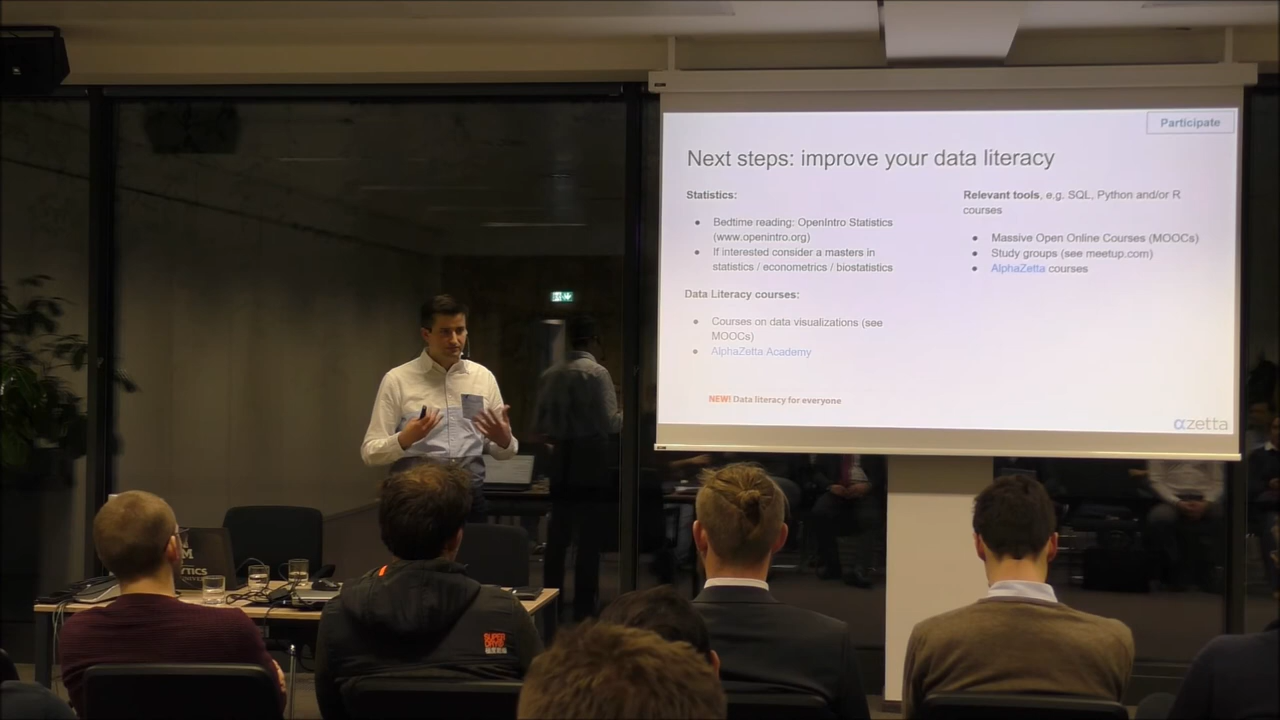 Participate
Next steps: improve your data literacy
Statistics:
● Bedtime reading: OpenIntro Statistics
(www.openintro.org)
● If interested consider a masters in
statistics / econometrics / biostatistics
Data Literacy courses:
● Courses on data visualizations (see
MOOCs)
● AlphaZetta Academy
NEW! Data literacy for everyone
Relevant tools, e.g. SQL, Python and/or R
courses
● Massive Open Online Courses (MOOCs)
● Study groups (see meetup.com)
● AlphaZetta courses
αzetta
SUPER
DRY